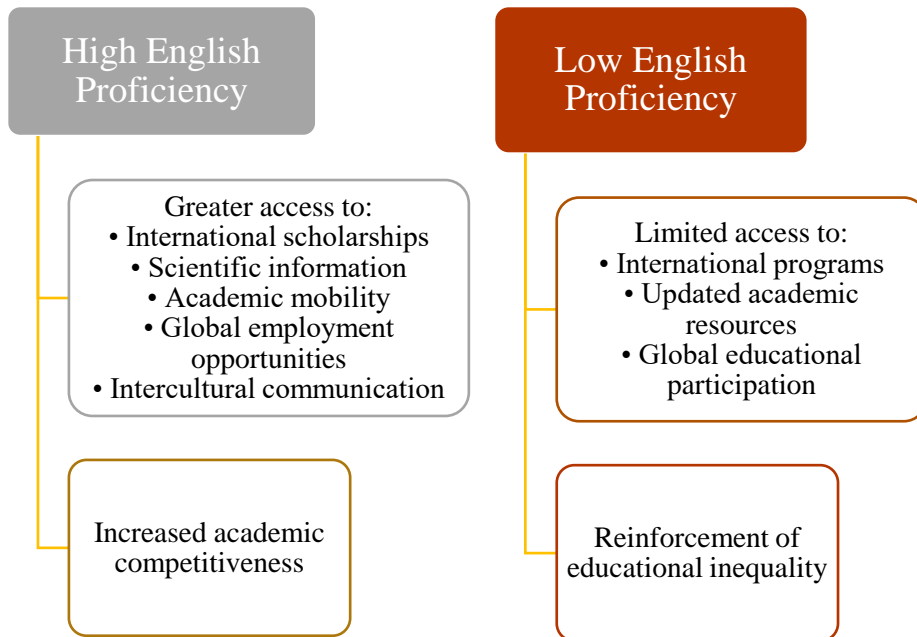 High English
Proficiency
Greater access to:
• International scholarships
• Scientific information
• Academic mobility
• Global employment
opportunities
• Intercultural communication
Increased academic
competitiveness
Low English
Proficiency
Limited access to:
• International programs
• Updated academic
resources
• Global educational
participation
Reinforcement of
educational inequality